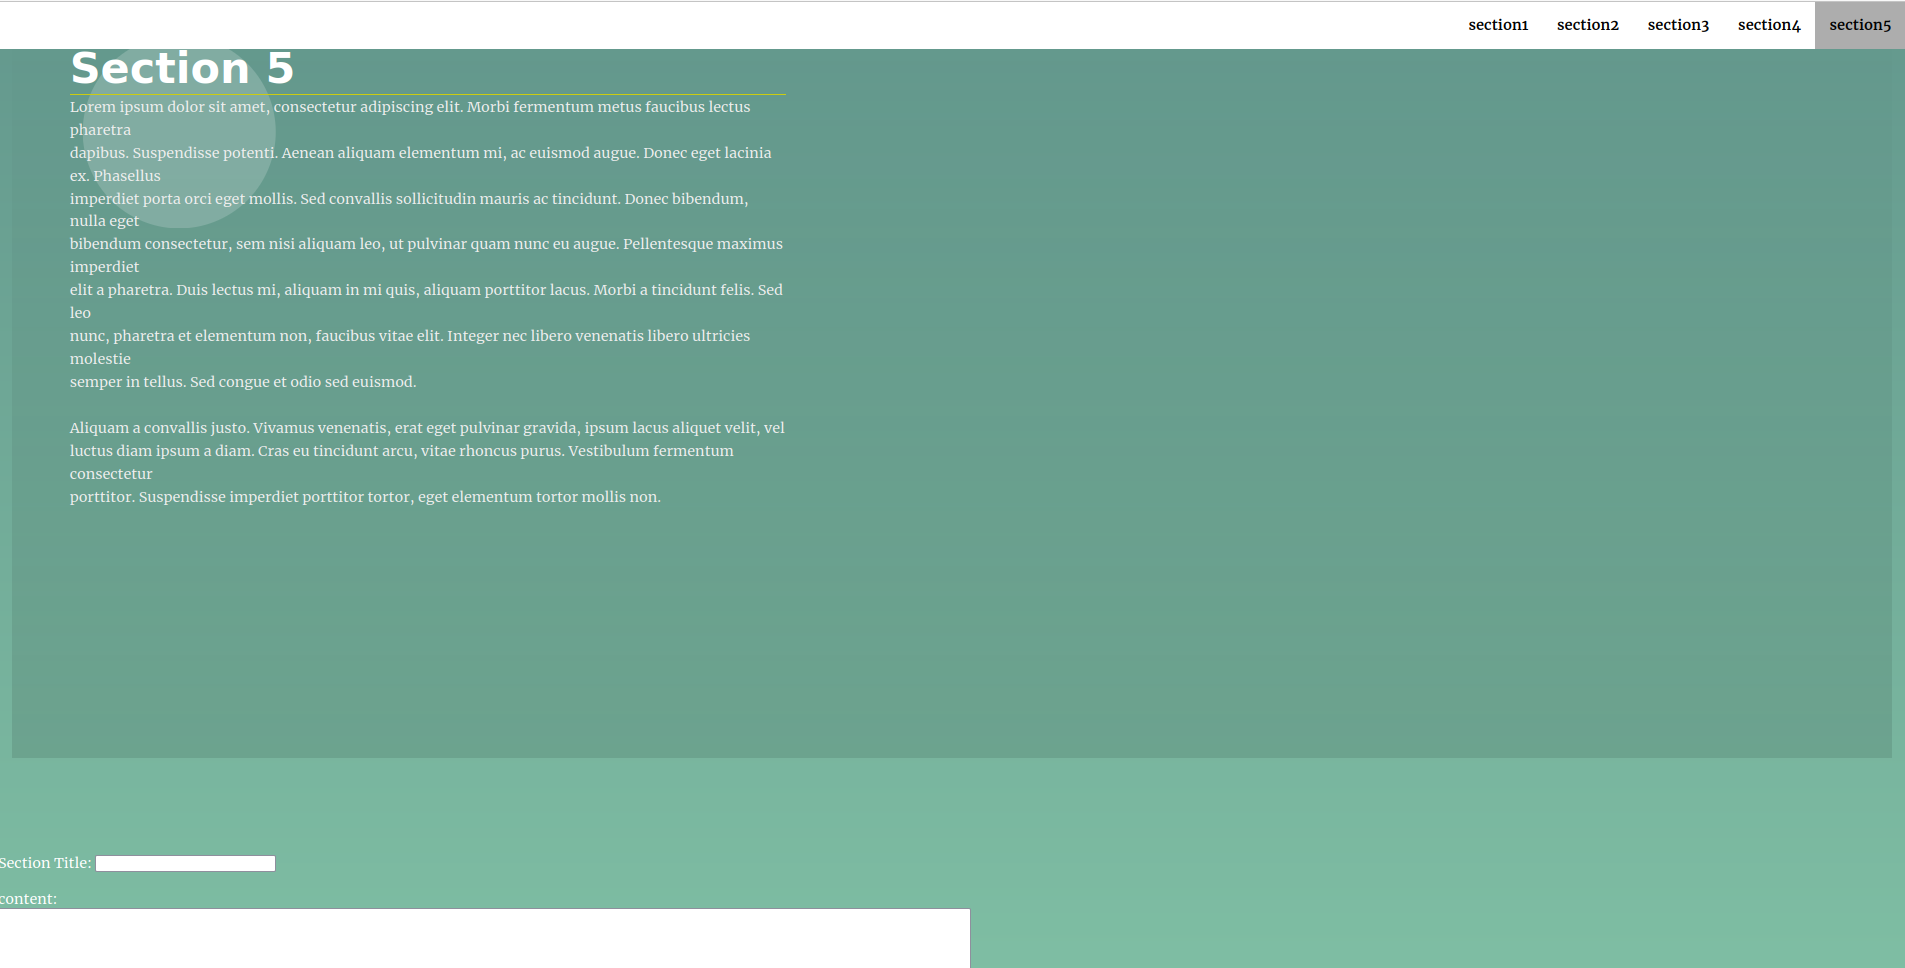 section1 section2 section3 section4 section5
Section 5
Lorem ipsum dolor sit amet, consectetur adipiscing elit. Morbi fermentum metus faucibus lectus
pharetra
dapibus. Suspendisse potenti. Aenean aliquam elementum mi, ac euismod augue. Donec eget lacinia
ex. Phasellus
imperdiet porta orci eget mollis. Sed convallis sollicitudin mauris ac tincidunt. Donec bibendum,
nulla eget
bibendum consectetur, sem nisi aliquam leo, ut pulvinar quam nunc eu augue. Pellentesque maximus
imperdiet
elit a pharetra. Duis lectus mi, aliquam in mi quis, aliquam porttitor lacus. Morbi a tincidunt felis. Sed
leo
nunc, pharetra et elementum non, faucibus vitae elit. Integer nec libero venenatis libero ultricies
molestie
semper in tellus. Sed congue et odio sed euismod.
Aliquam a convallis justo. Vivamus venenatis, erat eget pulvinar gravida, ipsum lacus aliquet velit, vel
luctus diam ipsum a diam. Cras eu tincidunt arcu, vitae rhoncus purus. Vestibulum fermentum
consectetur
porttitor. Suspendisse imperdiet porttitor tortor, eget elementum tortor mollis non.
Section Title:
content: